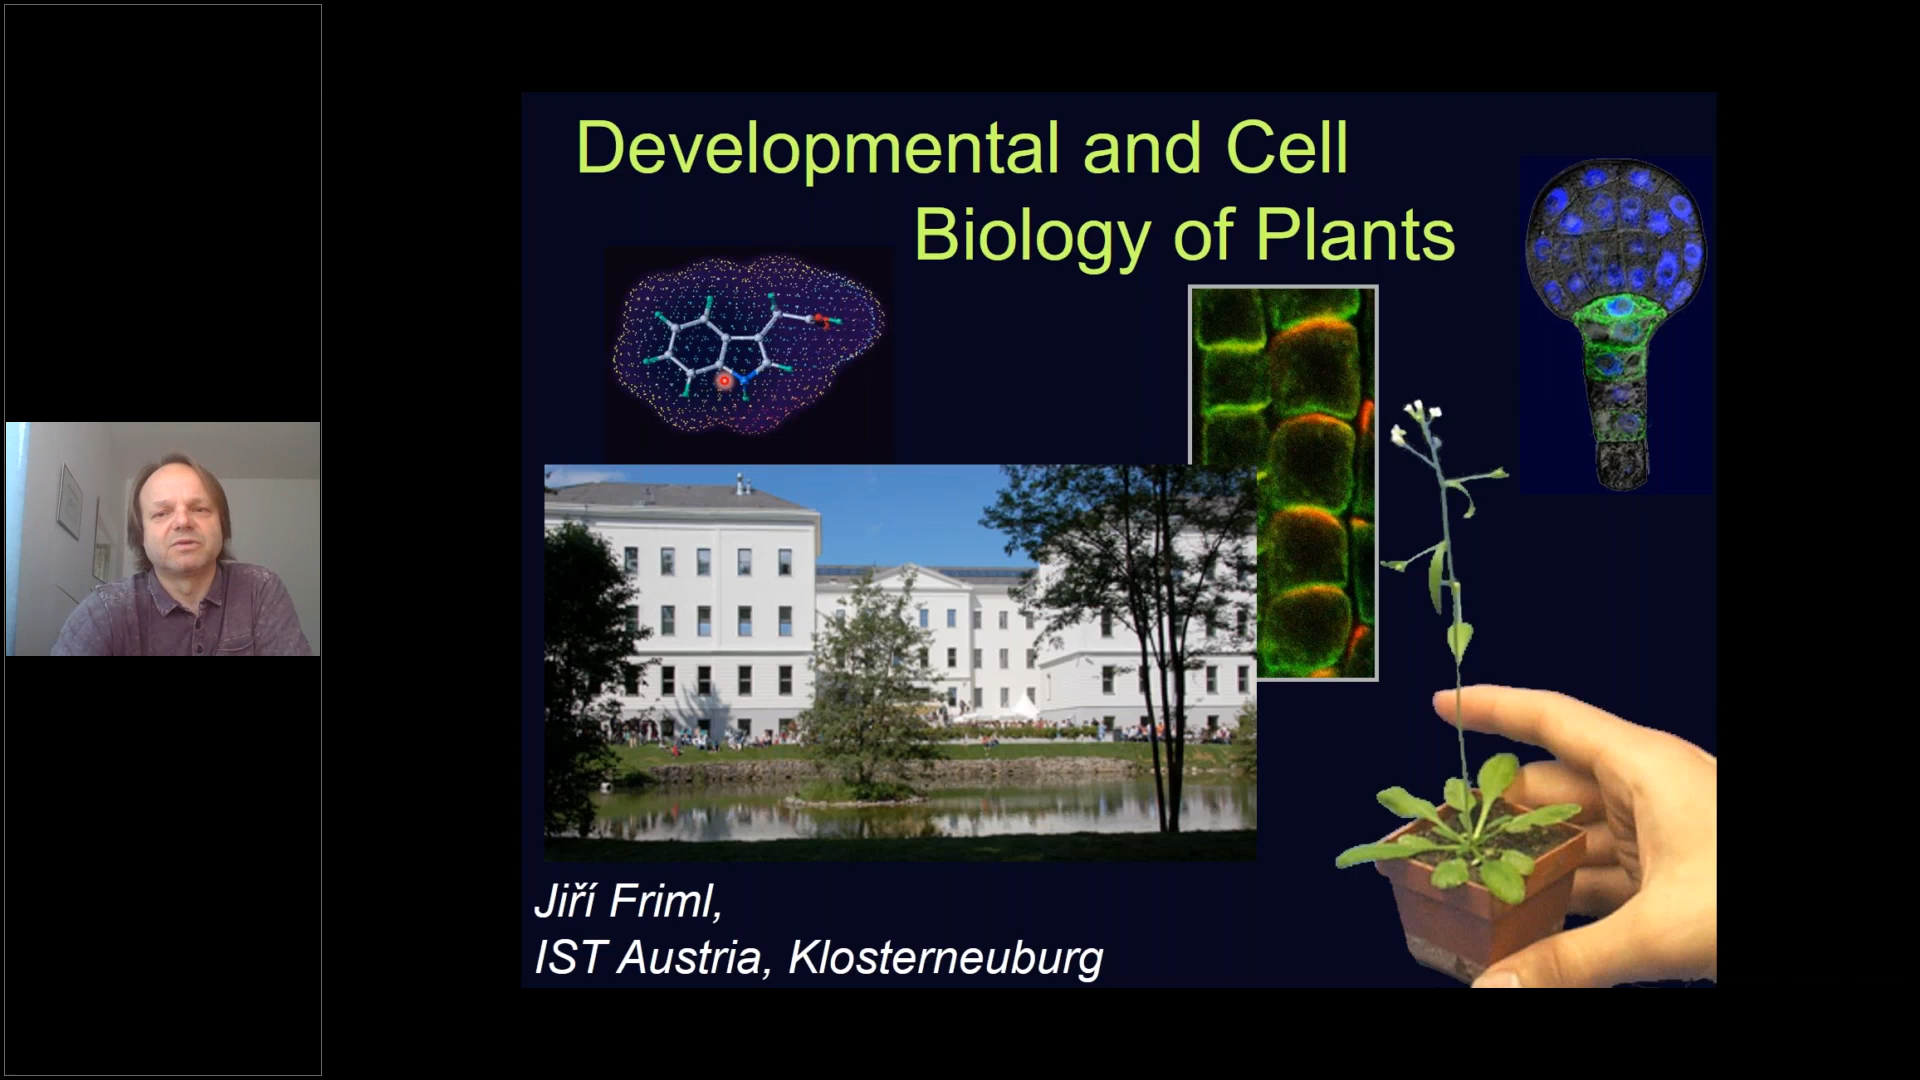 Developmental and Cell
Biology of Plants
Jiří Friml,
IST Austria, Klosterneuburg